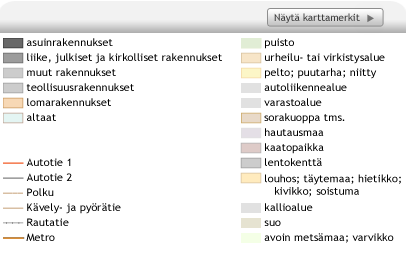 Näytä karttamerkit
asuinrakennukset
liike, julkiset ja kirkolliset rakennukset
muut rakennukset
teollisuusrakennukset
lomarakennukset
altaat
Autotie 1
Autotie 2
Polku
Kävely- ja pyörätie
Rautatie
Metro
puisto
urheilu- tai virkistysalue
pelto; puutarha; niitty
autoliikennealue
varastoalue
sorakuoppa tms.
hautausmaa
kaatopaikka
lentokenttä
louhos; täytemaa; hietikko;
kivikko; soistuma
kallioalue
suo
avoin metsämaa; varvikko